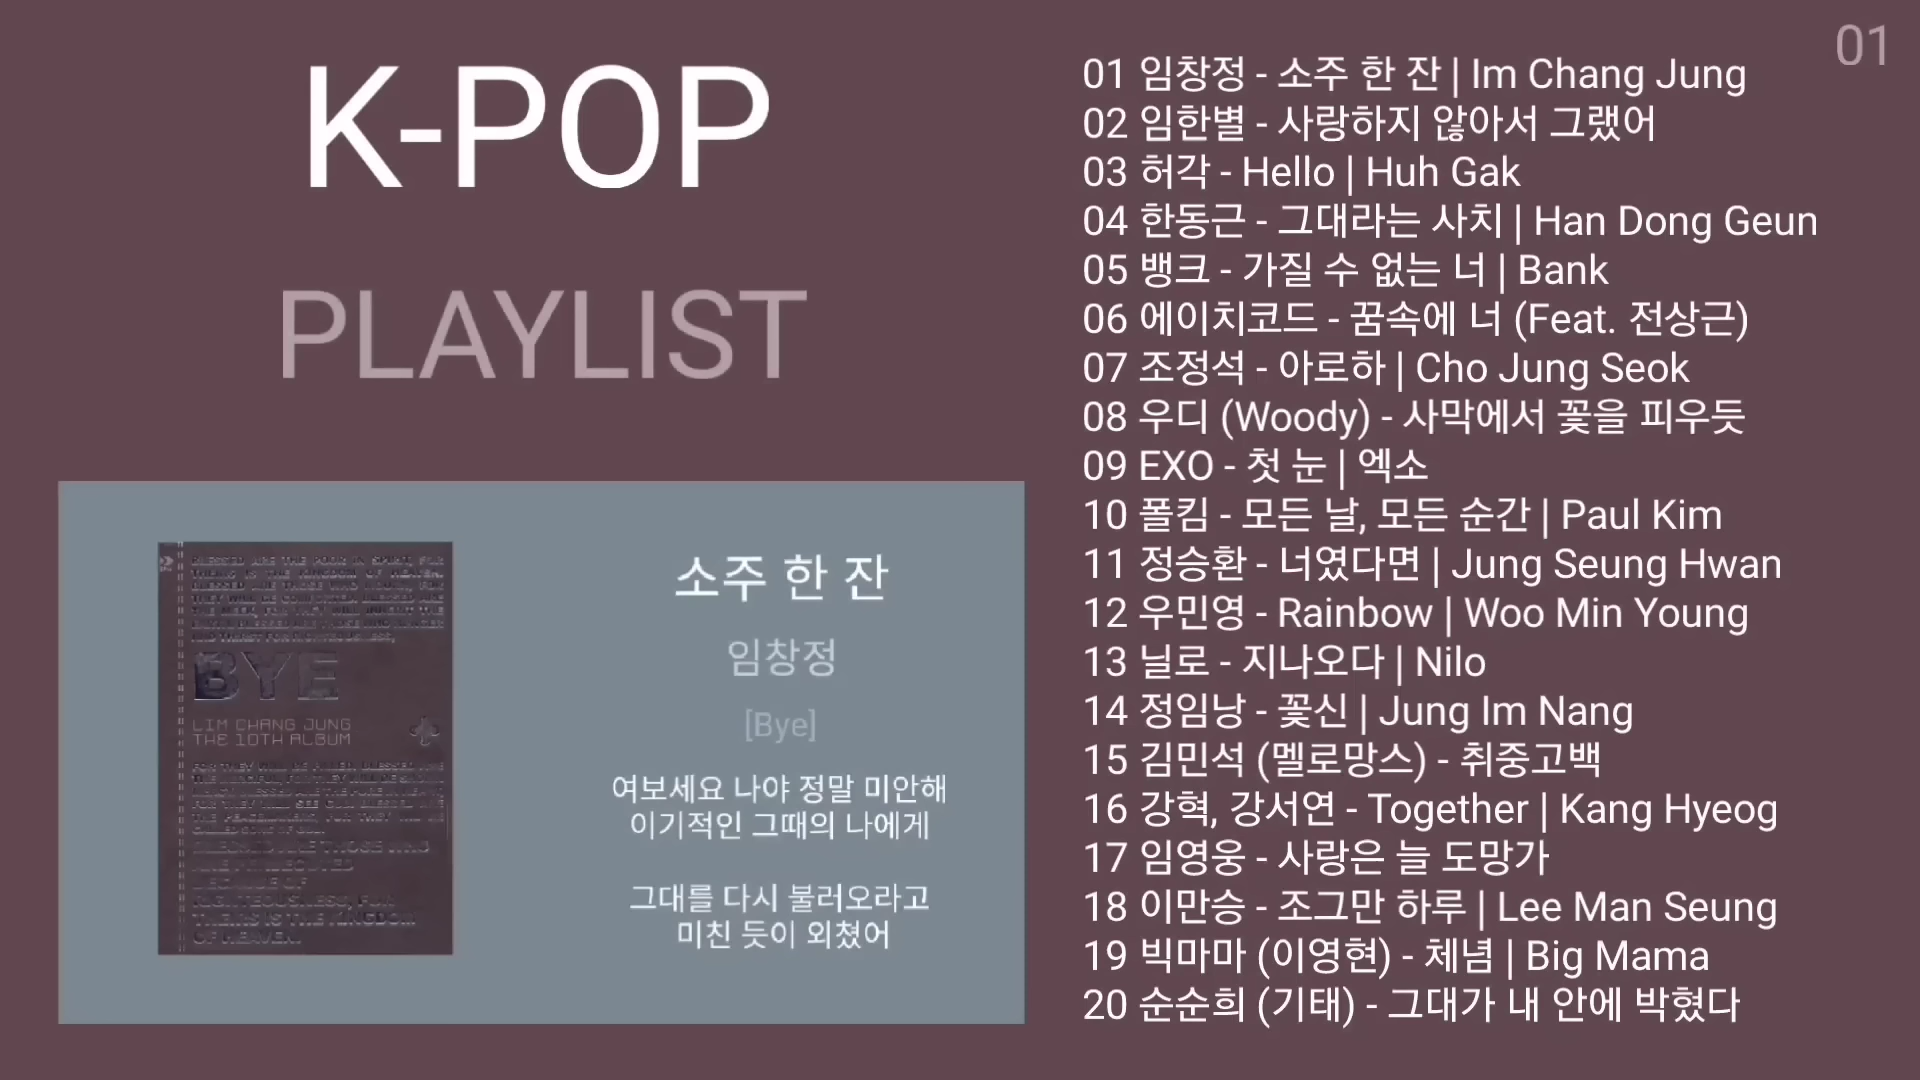 01
K-POP
PLAYLIST
소주 한 잔
임창정
[Bye]
여보세요 나야 정말 미안해
이기적인 그때의 나에게
그대를 다시 불러오라고
미친 듯이 외쳤어
BYE
LIM CHANG JUNG
THE 10TH ALBUM
01 임창정 - 소주 한 잔 | Im Chang Jung
02 임한별 - 사랑하지 않아서 그랬어
03 허각 - Hello | Huh Gak
04 한동근 - 그대라는 사치 | Han Dong Geun
05 뱅크 - 가질 수 없는 너 | Bank
06 에이치코드 - 꿈속에 너 (Feat. 전상근)
07 조정석 - 아로하 | Cho Jung Seok
08 우디 (Woody) - 사막에서 꽃을 피우듯
09 EXO - 첫 눈 | 엑소
10 폴킴 - 모든 날, 모든 순간 | Paul Kim
11 정승환 - 너였다면 | Jung Seung Hwan
12 우민영 - Rainbow | Woo Min Young
13 닐로 - 지나오다 | Nilo
14 정임낭 - 꽃신 | Jung Im Nang
15 김민석 (멜로망스) - 취중고백
16 강혁, 강서연 - Together | Kang Hyeog
17 임영웅 - 사랑은 늘 도망가
18 이만승 - 조그만 하루 | Lee Man Seung
19 빅마마 (이영현) - 체념 | Big Mama
20 순순희 (기태) - 그대가 내 안에 박혔다